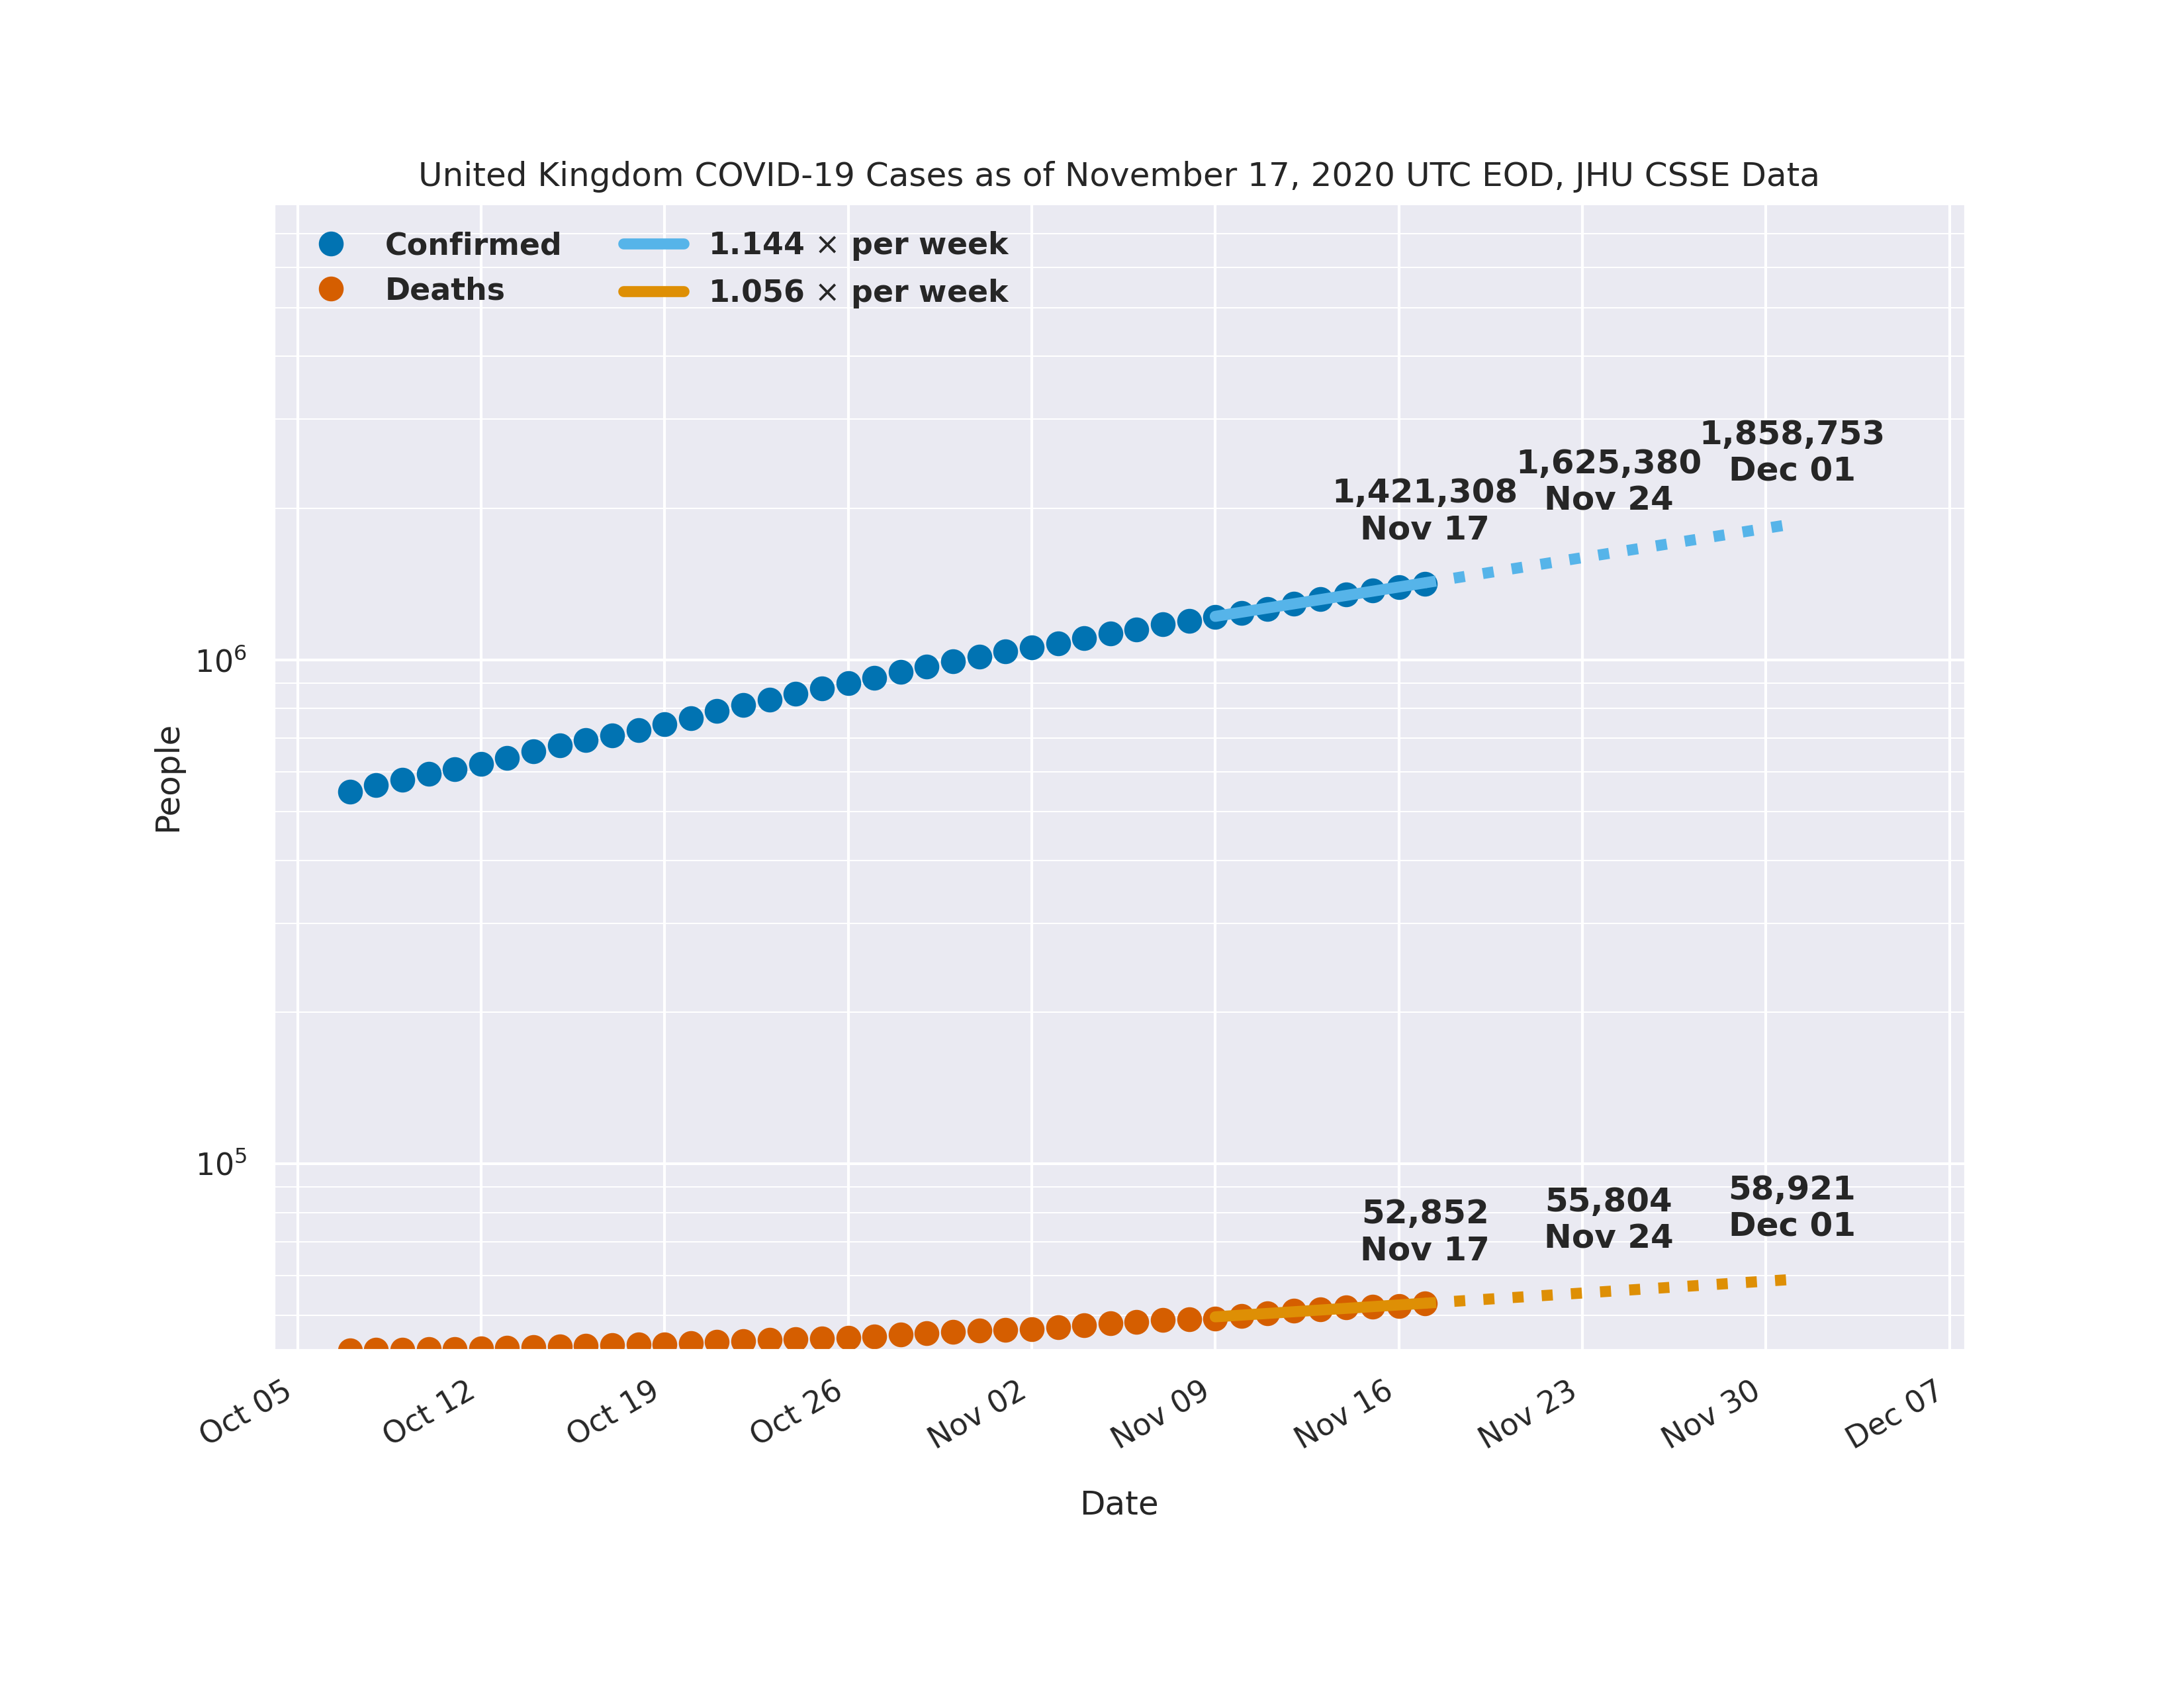 United Kingdom COVID-19 Cases as of November 17, 2020 UTC EOD, JHU CSSE Data
Confirmed
Deaths
1.144 × per week
1.056 × per week
1,858,753
Dec 01
1,625,380
Nov 24
1,421,308
Nov 17
10⁶
People
10⁵
52,852
Nov 17
55,804
Nov 24
58,921
Dec 01
Oct 05
Oct 12
Oct 19
Oct 26
Nov 02
Nov 09
Nov 16
Nov 23
Nov 30
Dec 07
Date